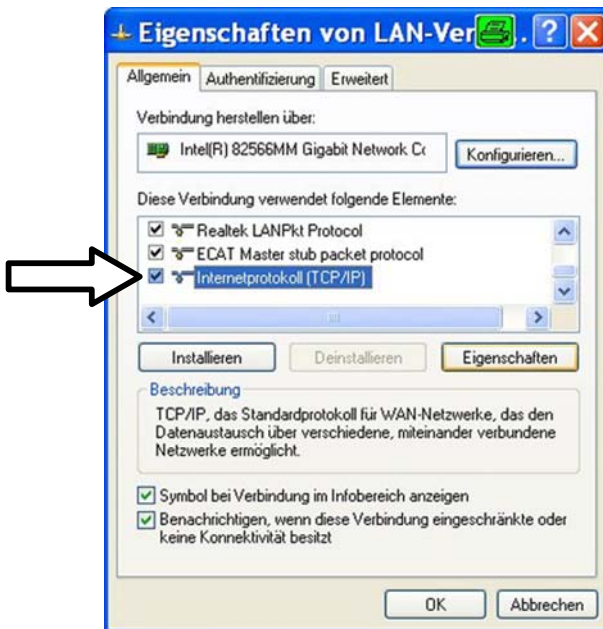 Eigenschaften von LAN-Ver .. ?
Allgemein Authentifizierung Erweitert
Verbindung herstellen über:
Intel(R) 82566MM Gigabit Network Cc Konfigurieren...
Diese Verbindung verwendet folgende Elemente:
Realtek LANPkt Protocol
ECAT Master stub packet protocol
Internetprotokoll (TCP/IP)
Installieren Deinstallieren Eigenschaften
Beschreibung
TCP/IP, das Standardprotokoll für WAN-Netzwerke, das den
Datenaustausch über verschiedene, miteinander verbundene
Netzwerke ermöglicht.
Symbol bei Verbindung im Infobereich anzeigen
Benachrichtigen, wenn diese Verbindung eingeschränkte oder
keine Konnektivität besitzt
OK Abbrechen